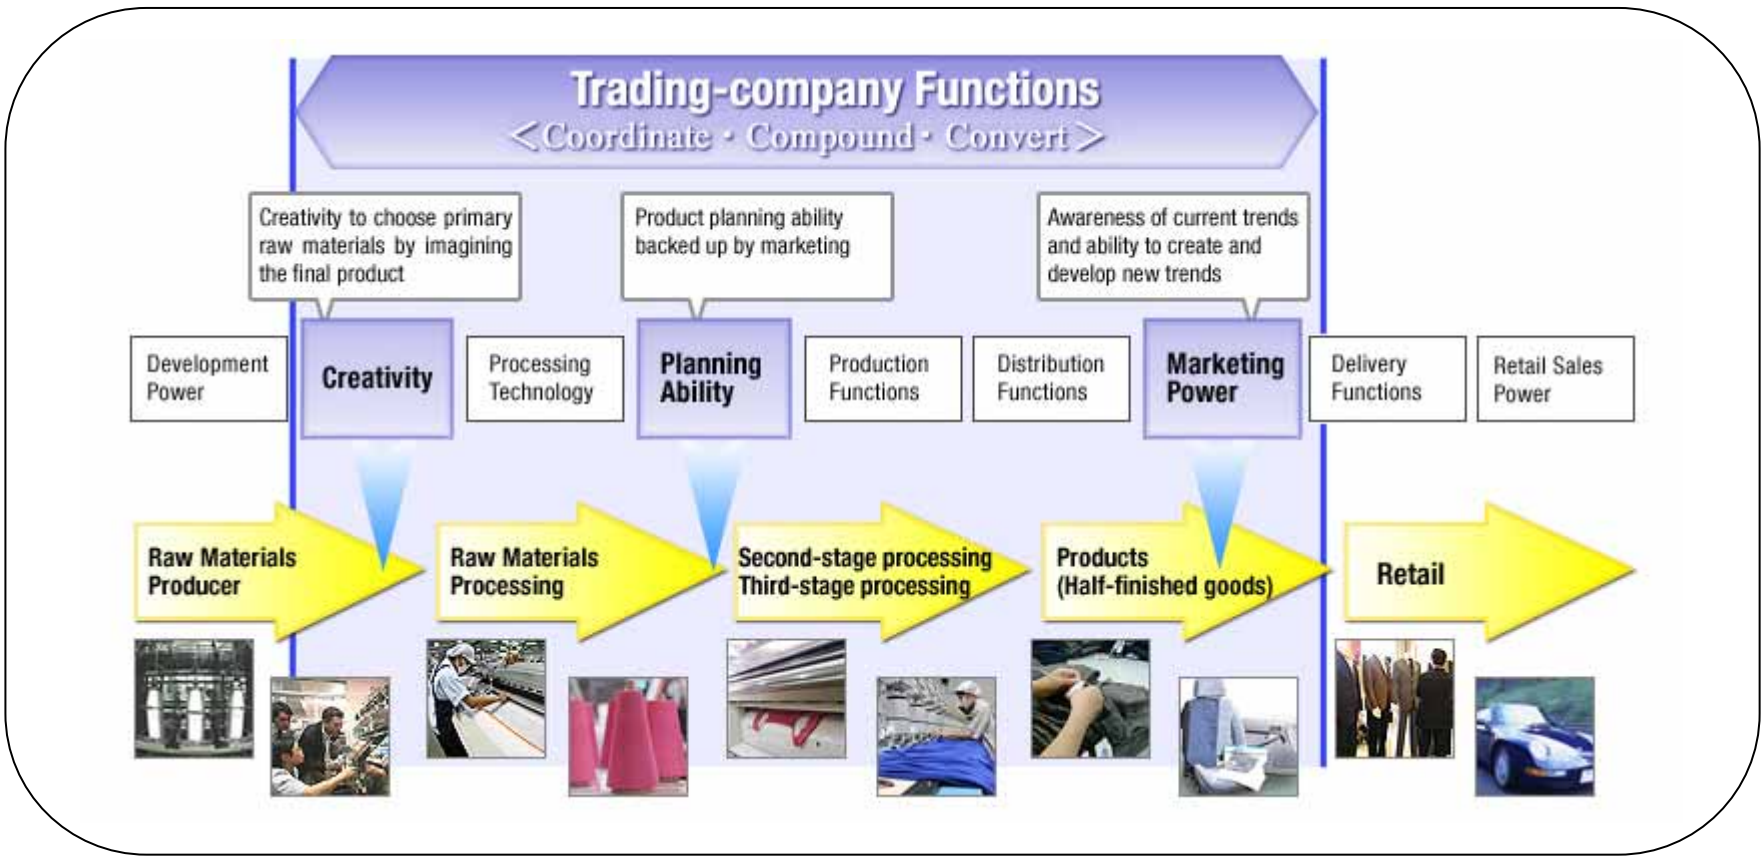 Trading-company Functions
<Coordinate・Compound・Convert>
Creativity to choose primary
raw materials by imagining
the final product
Product planning ability
backed up by marketing
Awareness of current trends
and ability to create and
develop new trends
Development
Power
Creativity
Processing
Technology
Planning
Ability
Production
Functions
Distribution
Functions
Marketing
Power
Delivery
Functions
Retail Sales
Power
Raw Materials
Producer
Raw Materials
Processing
Second-stage processing
Third-stage processing
Products
(Half-finished goods)
Retail